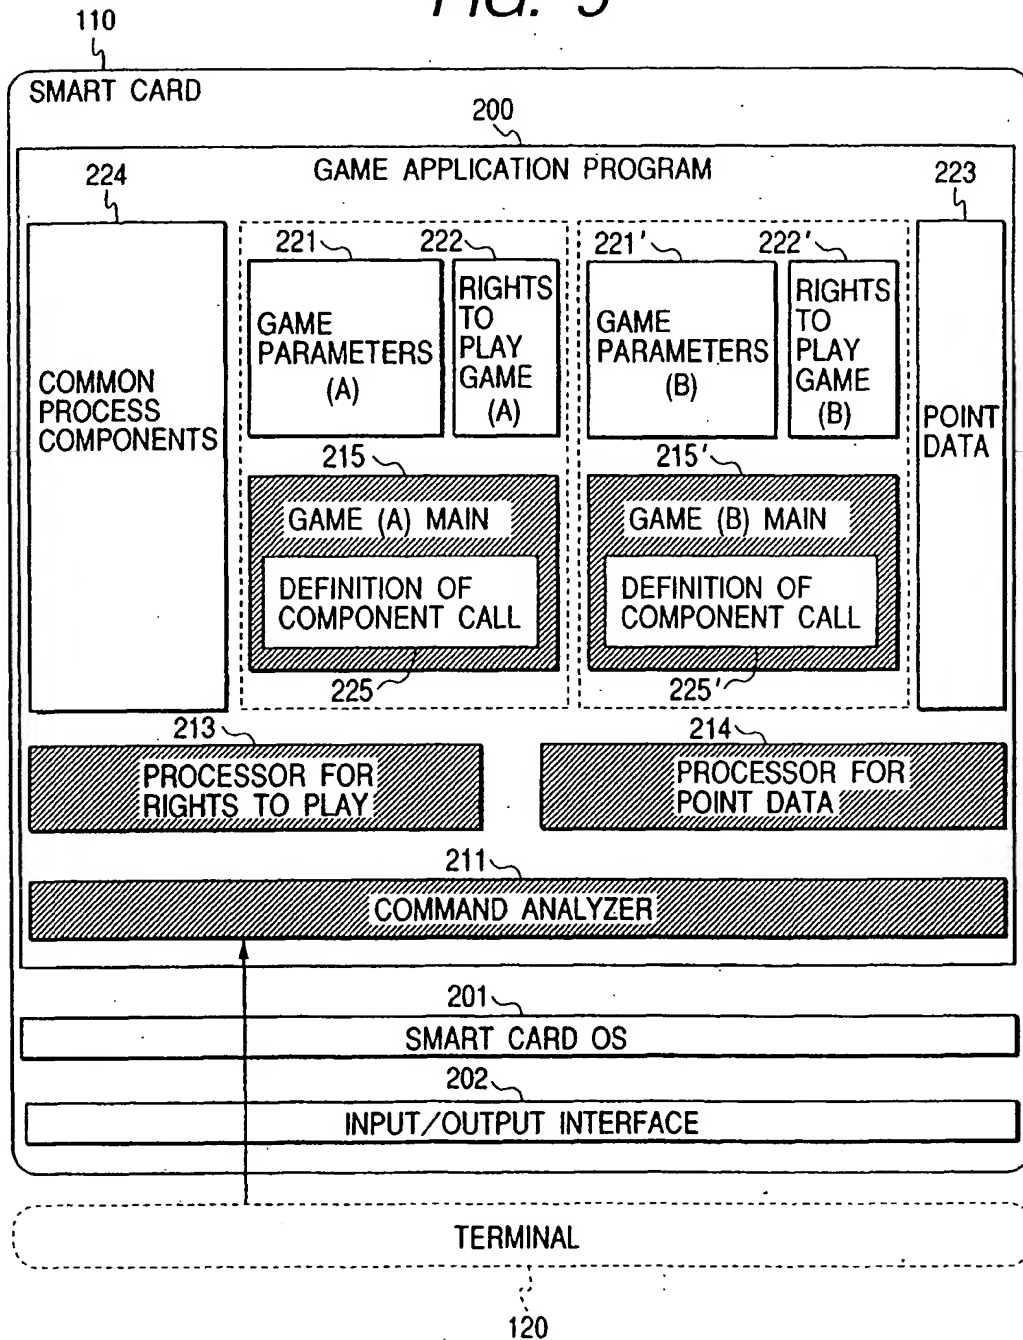 FIG. 9
110
SMART CARD
200
GAME APPLICATION PROGRAM
224
223
221
222
221'
222'
COMMON
PROCESS
COMPONENTS
GAME
PARAMETERS
(A)
RIGHTS
TO
PLAY
GAME
(A)
GAME
PARAMETERS
(B)
RIGHTS
TO
PLAY
GAME
(B)
POINT
DATA
215
GAME (A) MAIN
DEFINITION OF
COMPONENT CALL
225
215'
GAME (B) MAIN
DEFINITION OF
COMPONENT CALL
225'
213
PROCESSOR FOR
RIGHTS TO PLAY
214
PROCESSOR FOR
POINT DATA
211
COMMAND ANALYZER
201
SMART CARD OS
202
INPUT/OUTPUT INTERFACE
TERMINAL
120